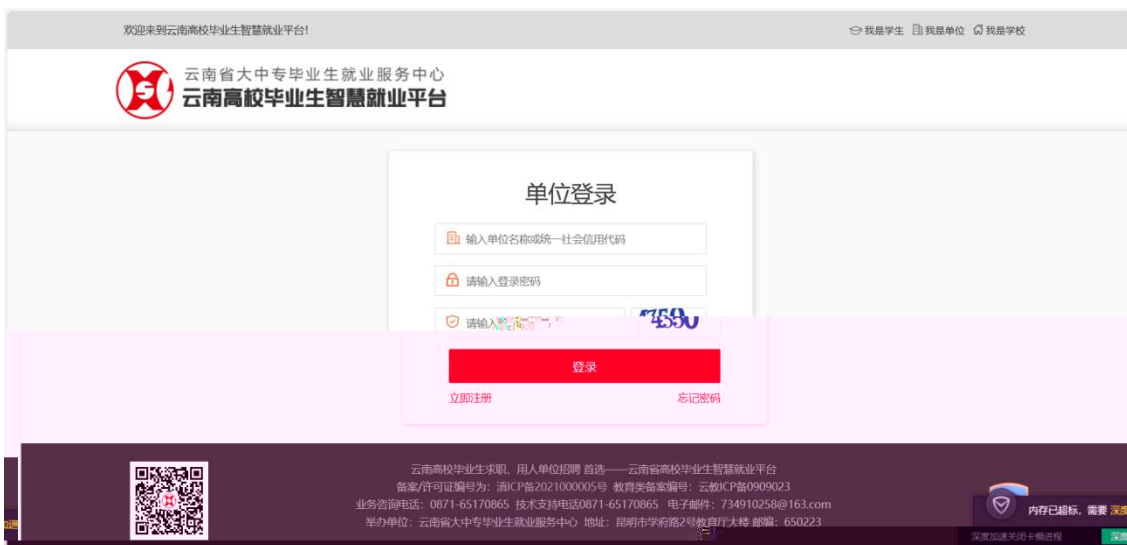 欢迎来到云南高校毕业生智慧就业平台!
我是学生 我是单位 我是学校
云南省大中专毕业生就业服务中心
云南高校毕业生智慧就业平台
单位登录
输入单位名称或统一社会信用代码
请输入登录密码
请输入
登录
立即注册 忘记密码
云南高校毕业生求职、用人单位招聘 首选——云南省高校毕业生智慧就业平台
备案/许可证编号为：滇ICP备2021000005号 教育类备案编号：云教ICP备0909023
业务咨询电话：0871-65170865 技术支持电话0871-65170865 电子邮件：734910258@163.com
举办单位：云南省大中专毕业生就业服务中心 地址：昆明市学府路2号教育厅大楼 邮编：650223
内存已超标，需要 深度
深度加速关闭卡慢进程 深度